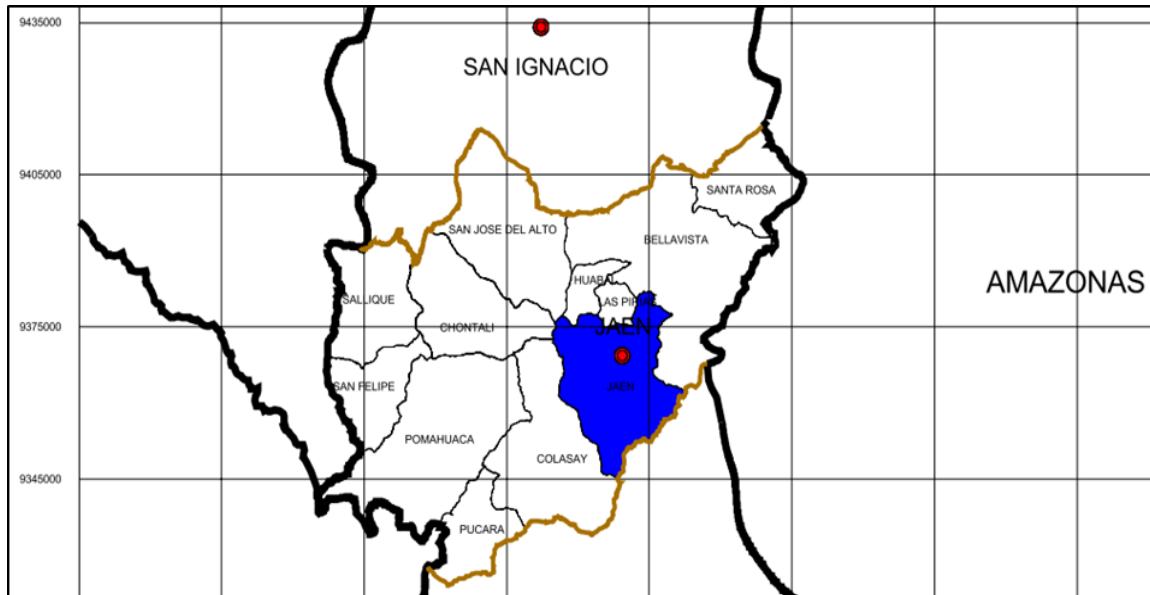 9435000
SAN IGNACIO
9405000
SANTA ROSA
SAN JOSE DEL ALTO
BELLAVISTA
AMAZONAS
HUABAL
SALLIQUE
LAS PIRIAS
9375000
CHONTALI
JAEN
SAN FELIPE
JAEN
POMAHUACA
COLASAY
9345000
PUCARA